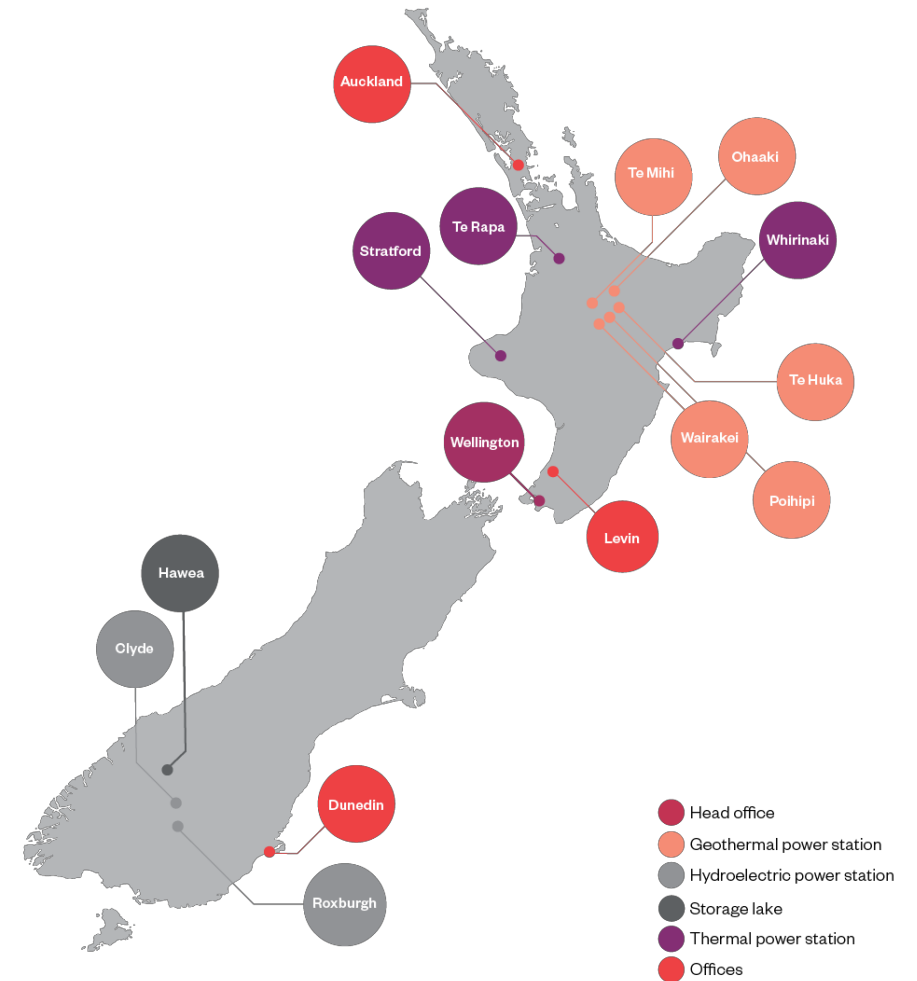 Auckland
Te Mihi
Ohaaki
Te Rapa
Stratford
Whirinaki
Te Huka
Wellington
Wairakei
Poihipi
Levin
Hawea
Clyde
Dunedin
Roxburgh
Head office
Geothermal power station
Hydroelectric power station
Storage lake
Thermal power station
Offices